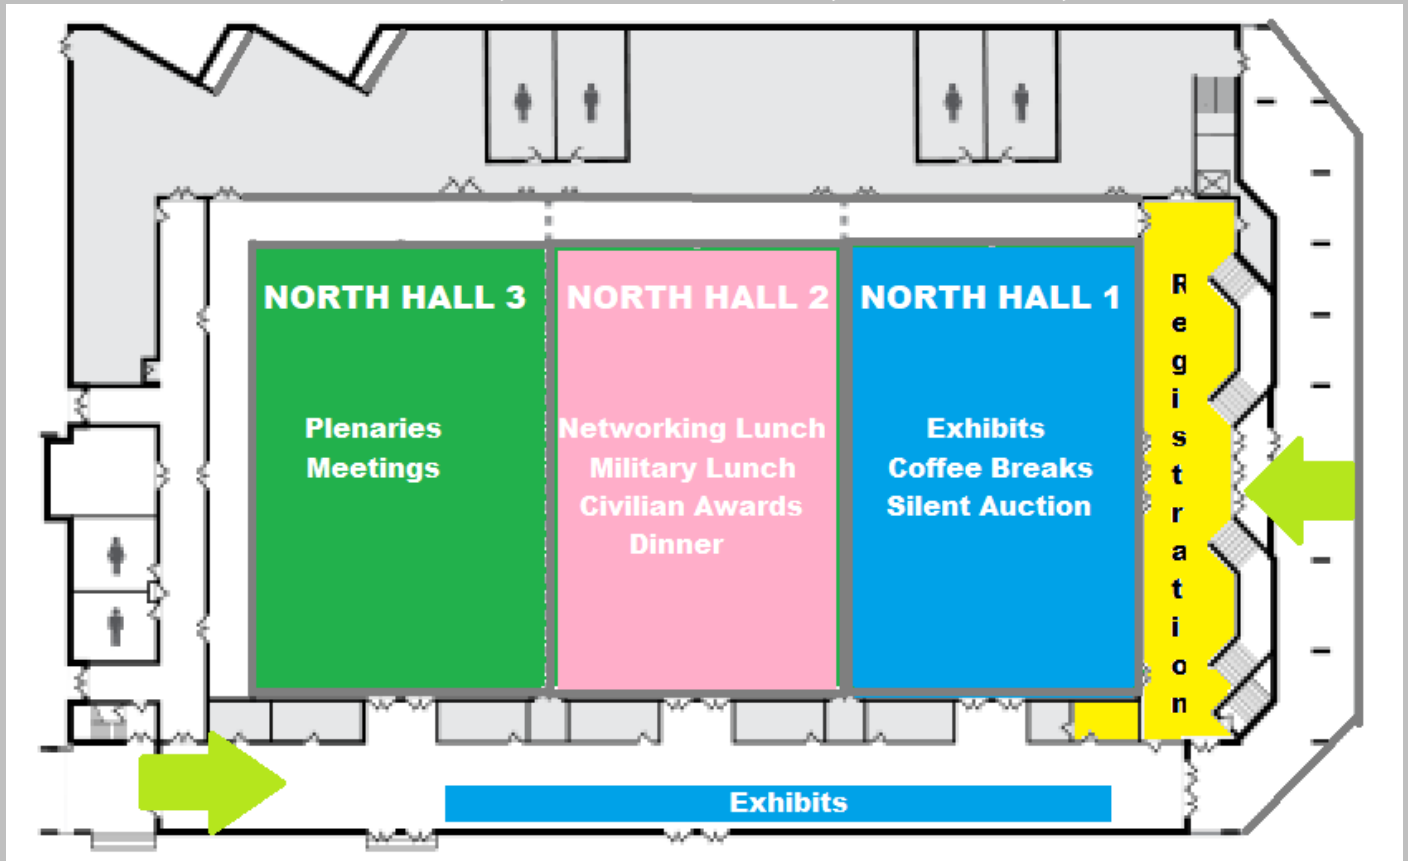 NORTH HALL 3
Plenaries
Meetings
NORTH HALL 2
Networking Lunch
Military Lunch
Civilian Awards
Dinner
NORTH HALL 1
Exhibits
Coffee Breaks
Silent Auction
Registration
Exhibits